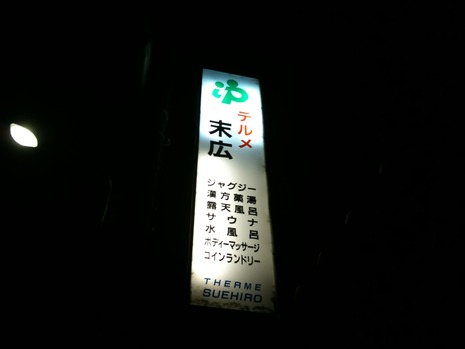 テルメ
末広
ジャグジー
漢方薬湯
露天風呂
サウナ
水風呂
ボディーマッサージ
コインランドリー
THERME
SUEHIRO